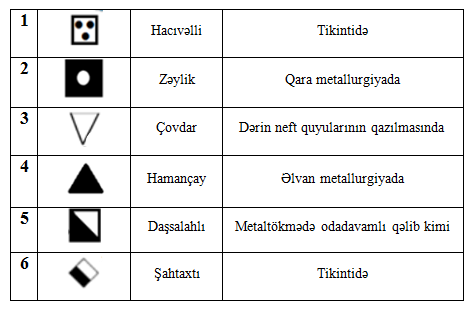 1 Hacıvəlli Tikintidə
2 Zəylik Qara metallurgiyada
3 Çovdar Dərin neft quyularının qazılmasında
4 Hamançay Əlvan metallurgiyada
5 Daşsalahlı Metaltökmədə odadavamlı qəlib kimi
6 Şahtaxtı Tikintidə